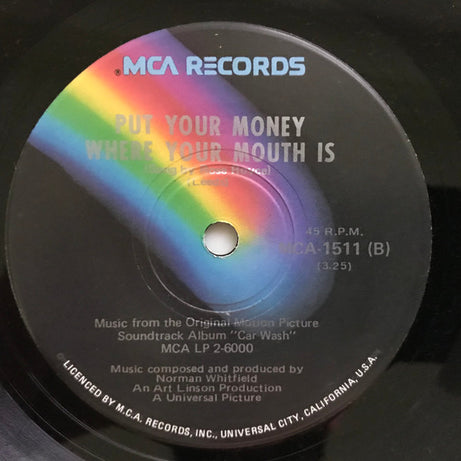 ®MCA RECORDS
PUT YOUR MONEY
WHERE YOUR MOUTH IS
45 R.P.M.
MCA-1511 (B)
(3.25)
Music from the Original Motion Picture
Soundtrack Album "Car Wash"
MCA LP 2-6000
Music composed and produced by
Norman Whitfield
An Art Linson Production
A Universal Picture
LICENCED BY M.C.A. RECORDS, INC., UNIVERSAL CITY, CALIFORNIA, U.S.A.